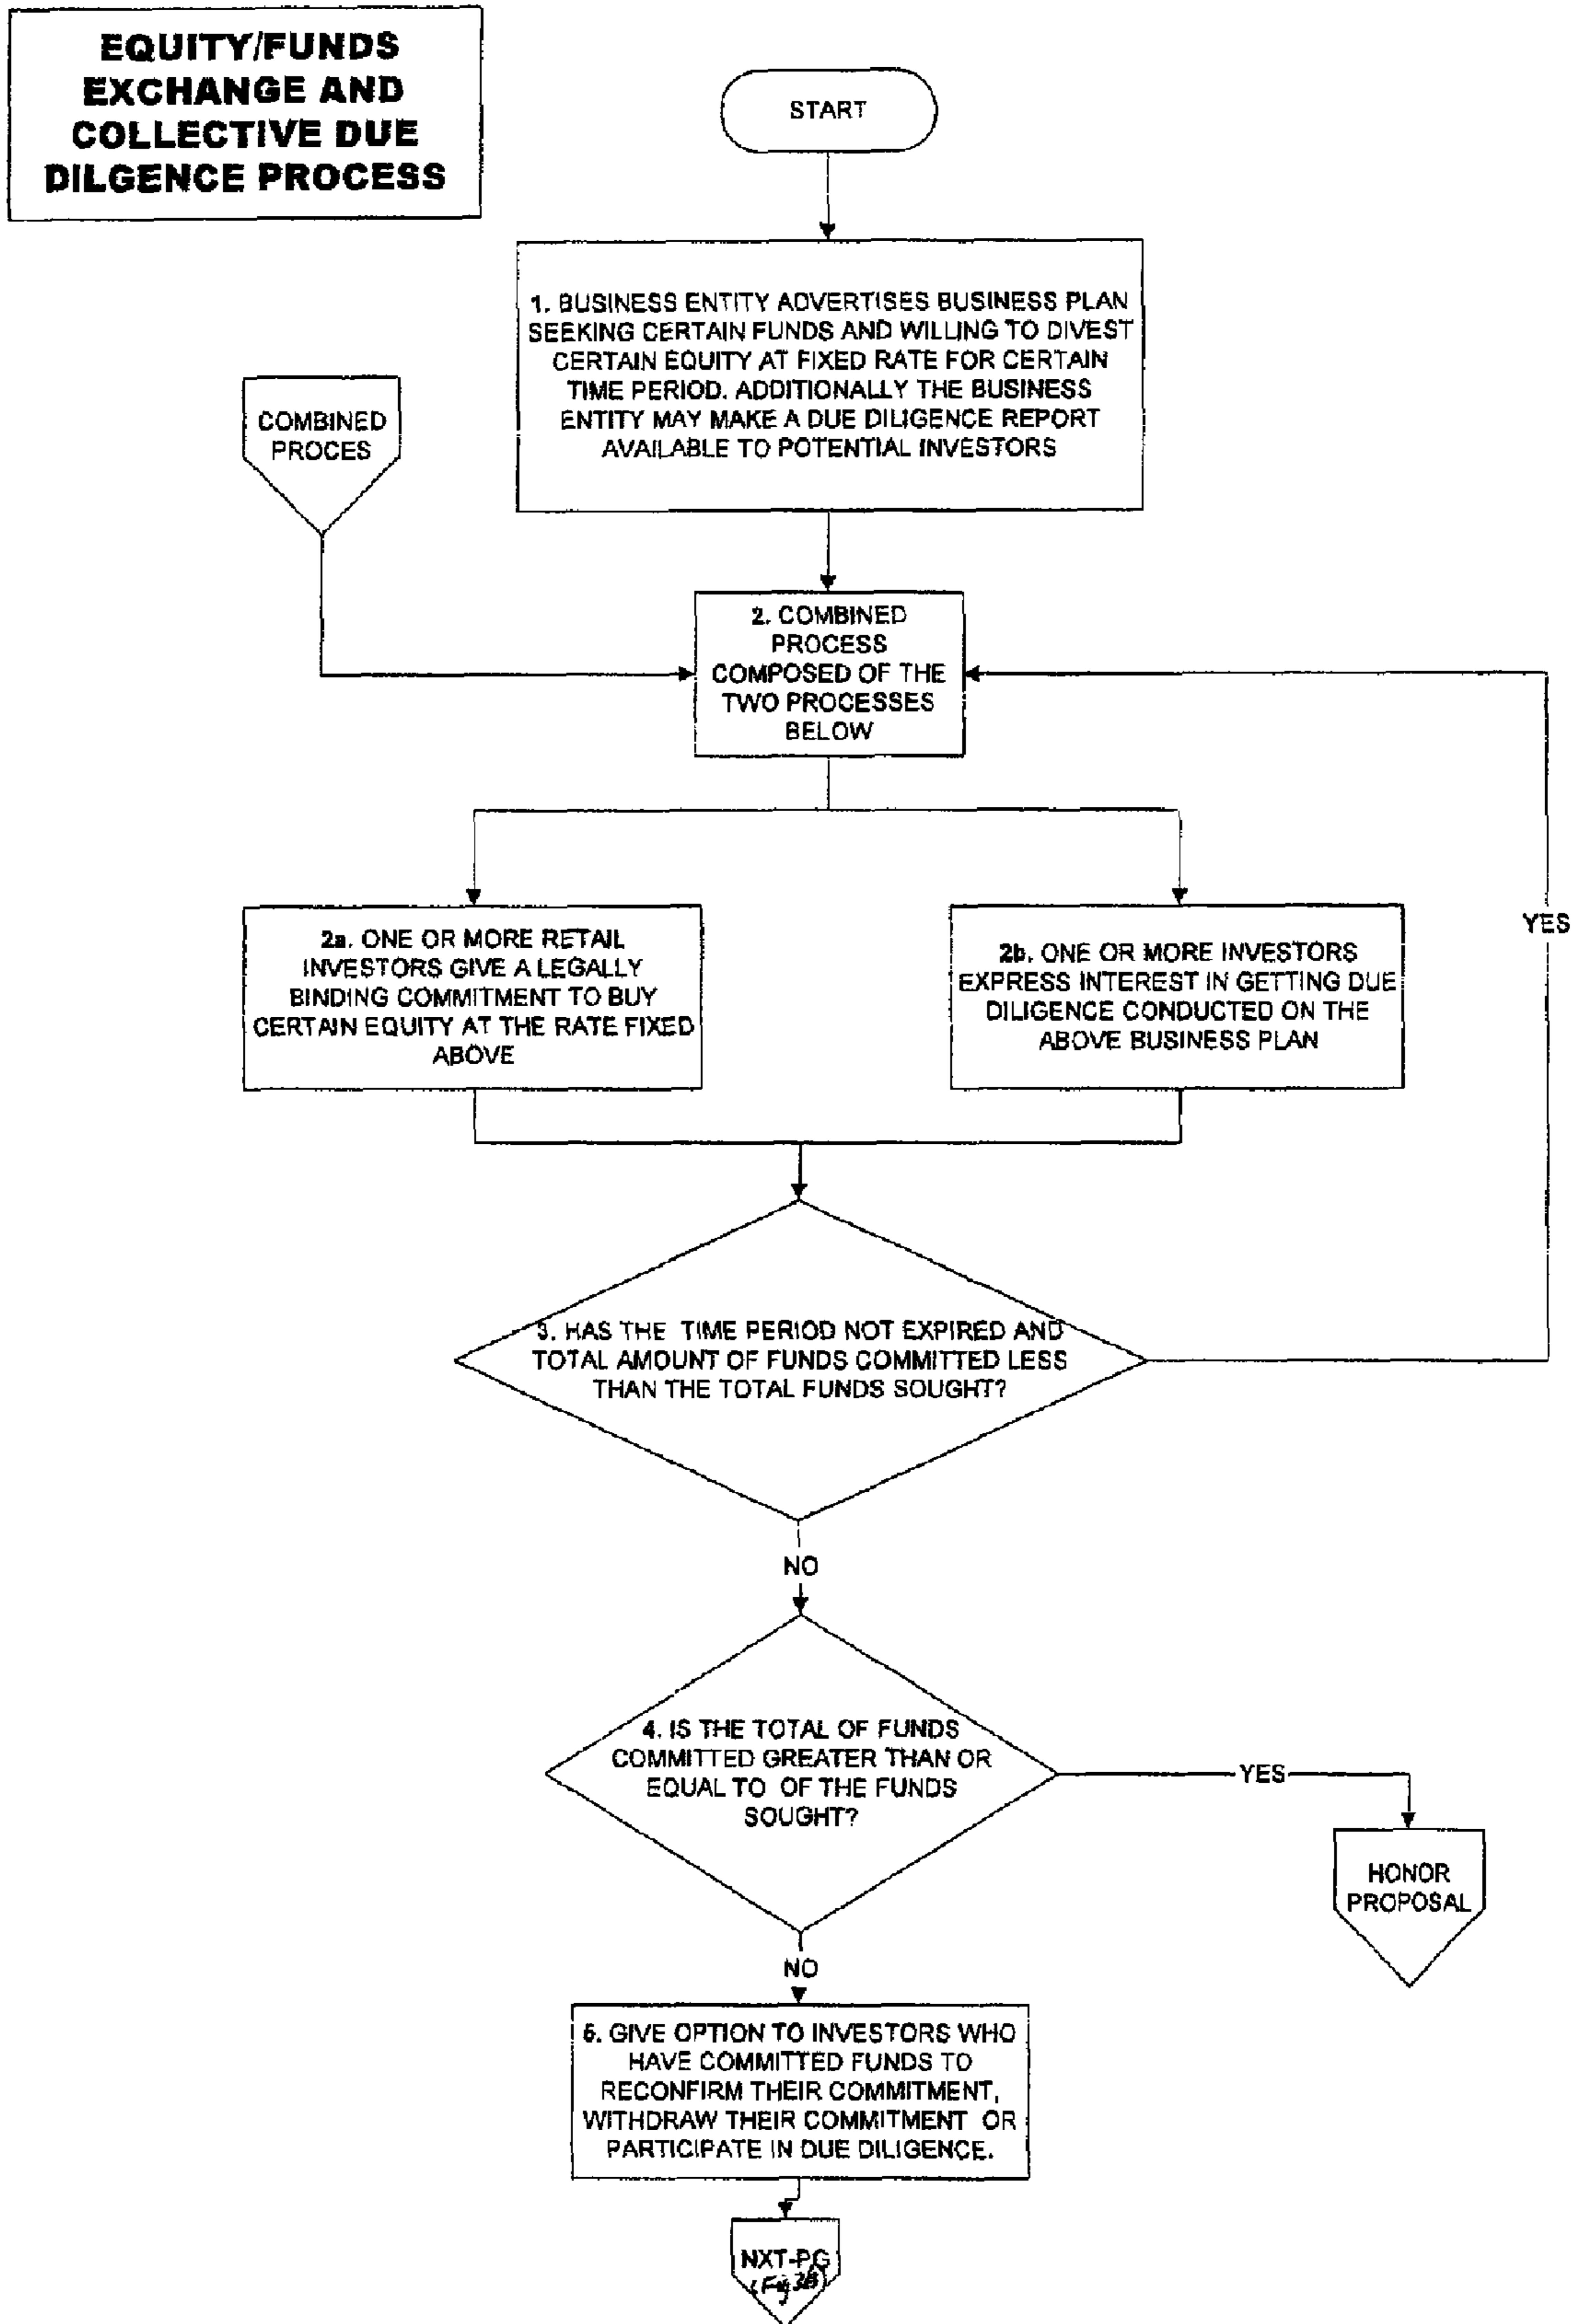 EQUITY/FUNDS
EXCHANGE AND
COLLECTIVE DUE
DILGENCE PROCESS
START
1. BUSINESS ENTITY ADVERTISES BUSINESS PLAN
SEEKING CERTAIN FUNDS AND WILLING TO DIVEST
CERTAIN EQUITY AT FIXED RATE FOR CERTAIN
TIME PERIOD. ADDITIONALLY THE BUSINESS
ENTITY MAY MAKE A DUE DILIGENCE REPORT
AVAILABLE TO POTENTIAL INVESTORS
COMBINED
PROCES
2. COMBINED
PROCESS
COMPOSED OF THE
TWO PROCESSES
BELOW
2a. ONE OR MORE RETAIL
INVESTORS GIVE A LEGALLY
BINDING COMMITMENT TO BUY
CERTAIN EQUITY AT THE RATE FIXED
ABOVE
2b. ONE OR MORE INVESTORS
EXPRESS INTEREST IN GETTING DUE
DILIGENCE CONDUCTED ON THE
ABOVE BUSINESS PLAN
YES
3. HAS THE TIME PERIOD NOT EXPIRED AND
TOTAL AMOUNT OF FUNDS COMMITTED LESS
THAN THE TOTAL FUNDS SOUGHT?
NO
4. IS THE TOTAL OF FUNDS
COMMITTED GREATER THAN OR
EQUAL TO OF THE FUNDS
SOUGHT?
YES
HONOR
PROPOSAL
NO
5. GIVE OPTION TO INVESTORS WHO
HAVE COMMITTED FUNDS TO
RECONFIRM THEIR COMMITMENT,
WITHDRAW THEIR COMMITMENT OR
PARTICIPATE IN DUE DILIGENCE.
NXT-PG
(Fig 3B)